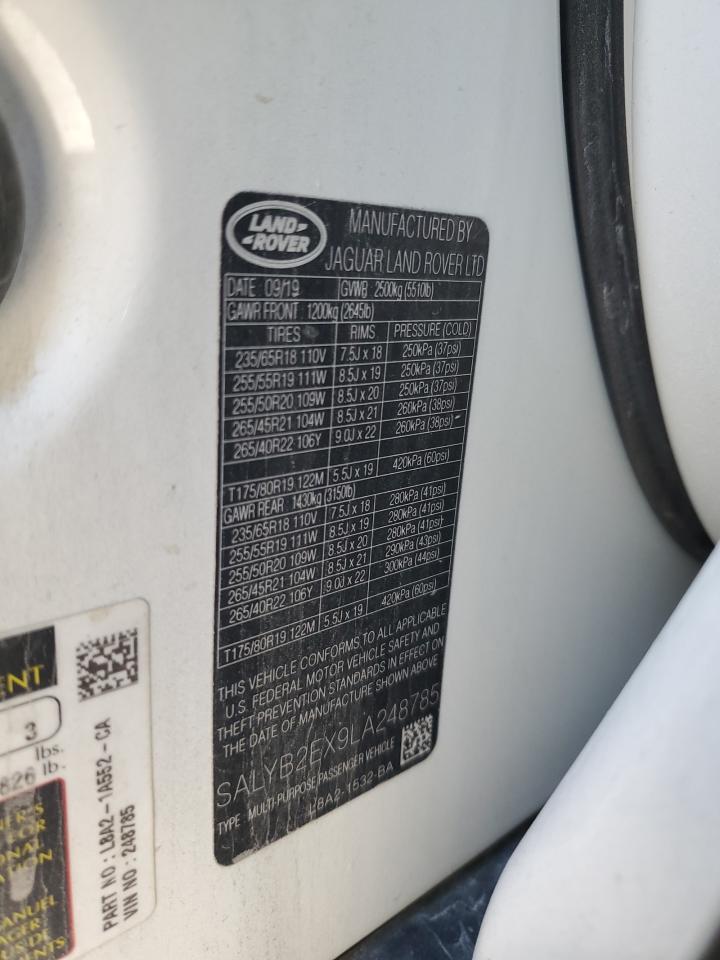 LAND-
-ROVER
MANUFACTURED BY
JAGUAR LAND ROVER LTD
DATE 09/19 GVWB 2500kg (5510lb)
GAWR FRONT 1200kg (2645lb)
TIRES RIMS PRESSURE (COLD)
235/65R18 110V 7.5J x 18 250kPa (37psi)
255/55R19 111W 8.5J x 19 250kPa (37psi)
255/50R20 109W 8.5J x 20 250kPa (37psi)
265/45R21 104W 8.5J x 21 260kPa (38psi)
265/40R22 106Y 9.0J x 22 260kPa (38psi)
T175/80R19 122M 5.5J x 19 420kPa (60psi)
GAWR REAR 1430kg (3150lb)
235/65R18 110V 7.5J x 18 280kPa (41psi)
255/55R19 111W 8.5J x 19 280kPa (41psi)
255/50R20 109W 8.5J x 20 280kPa (41psi)
265/45R21 104W 8.5J x 21 290kPa (43psi)
265/40R22 106Y 9.0J x 22 300kPa (44psi)
T175/80R19 122M 5.5J x 19 420kPa (60psi)
THIS VEHICLE CONFORMS TO ALL APPLICABLE
U.S. FEDERAL MOTOR VEHICLE SAFETY AND
THEFT PREVENTION STANDARDS IN EFFECT ON
THE DATE OF MANUFACTURE SHOWN ABOVE
SALYB2EX9LA248785
TYPE MULTI-PURPOSE PASSENGER VEHICLE
LBA2-1532-BA
ENT
3
lbs.
826 lb.
PART NO : L8A2-1A552-CA
VIN NO : 248785